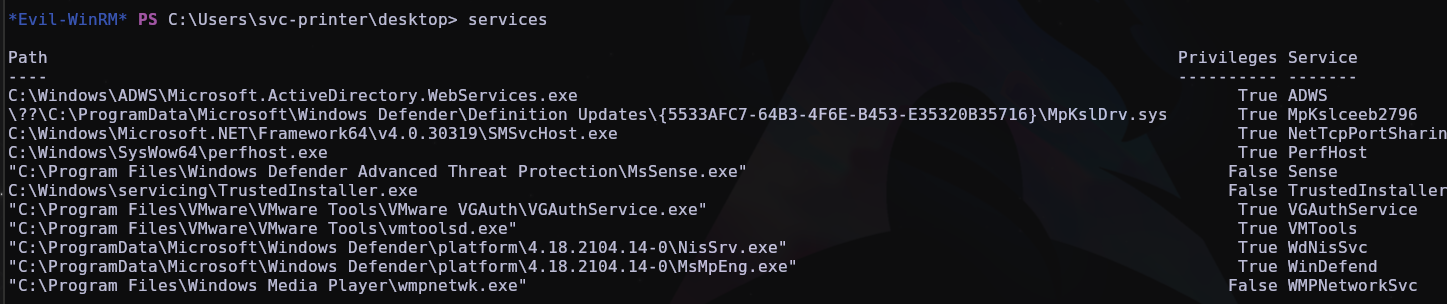 *Evil-WinRM* PS C:\Users\svc-printer\desktop> services
Path Privileges Service
---- ---------- -------
C:\Windows\ADWS\Microsoft.ActiveDirectory.WebServices.exe True ADWS
\??\C:\ProgramData\Microsoft\Windows Defender\Definition Updates\{5533AFC7-64B3-4F6E-B453-E35320B35716}\MpKslDrv.sys True MpKslceeb2796
C:\Windows\Microsoft.NET\Framework64\v4.0.30319\SMSvcHost.exe True NetTcpPortSharin
C:\Windows\SysWow64\perfhost.exe True PerfHost
"C:\Program Files\Windows Defender Advanced Threat Protection\MsSense.exe" False Sense
C:\Windows\servicing\TrustedInstaller.exe False TrustedInstaller
"C:\Program Files\VMware\VMware Tools\VMware VGAuth\VGAuthService.exe" True VGAuthService
"C:\Program Files\VMware\VMware Tools\vmtoolsd.exe" True VMTools
"C:\ProgramData\Microsoft\Windows Defender\platform\4.18.2104.14-0\NisSrv.exe" True WdNisSvc
"C:\ProgramData\Microsoft\Windows Defender\platform\4.18.2104.14-0\MsMpEng.exe" True WinDefend
"C:\Program Files\Windows Media Player\wmpnetwk.exe" False WMPNetworkSvc